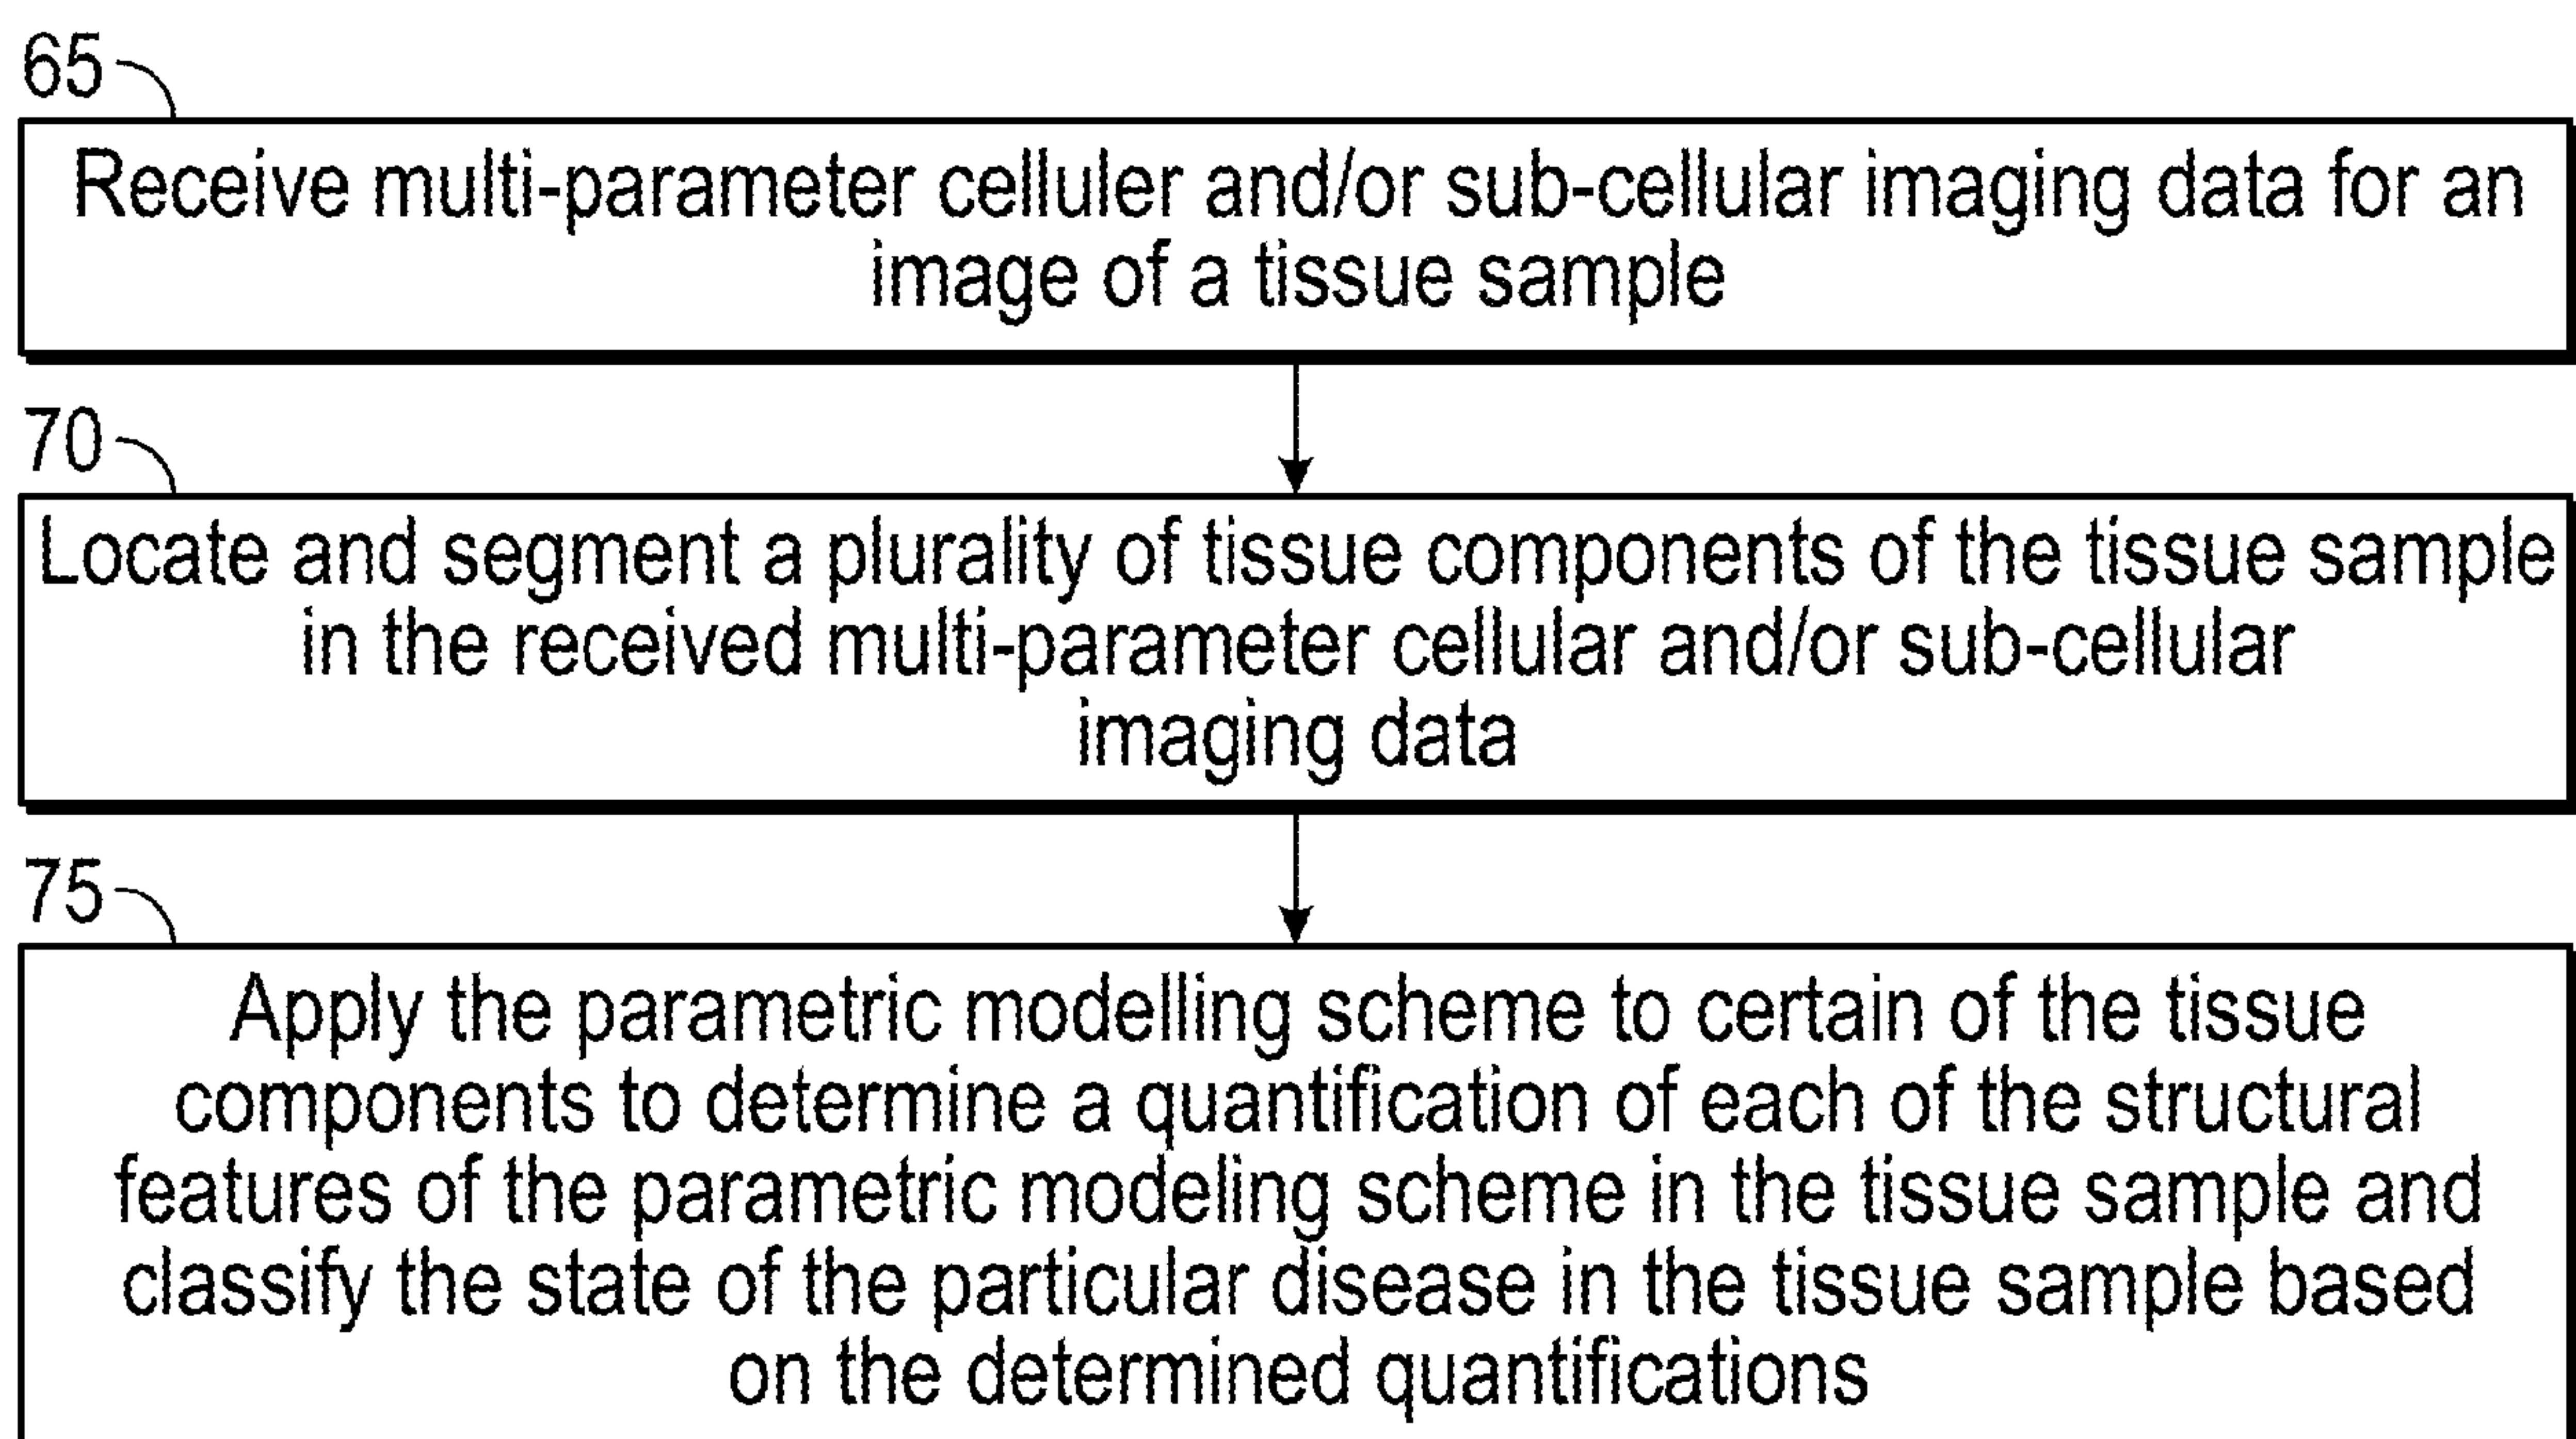 65
Receive multi-parameter celluler and/or sub-cellular imaging data for an
image of a tissue sample
70
Locate and segment a plurality of tissue components of the tissue sample
in the received multi-parameter cellular and/or sub-cellular
imaging data
75
Apply the parametric modelling scheme to certain of the tissue
components to determine a quantification of each of the structural
features of the parametric modeling scheme in the tissue sample and
classify the state of the particular disease in the tissue sample based
on the determined quantifications